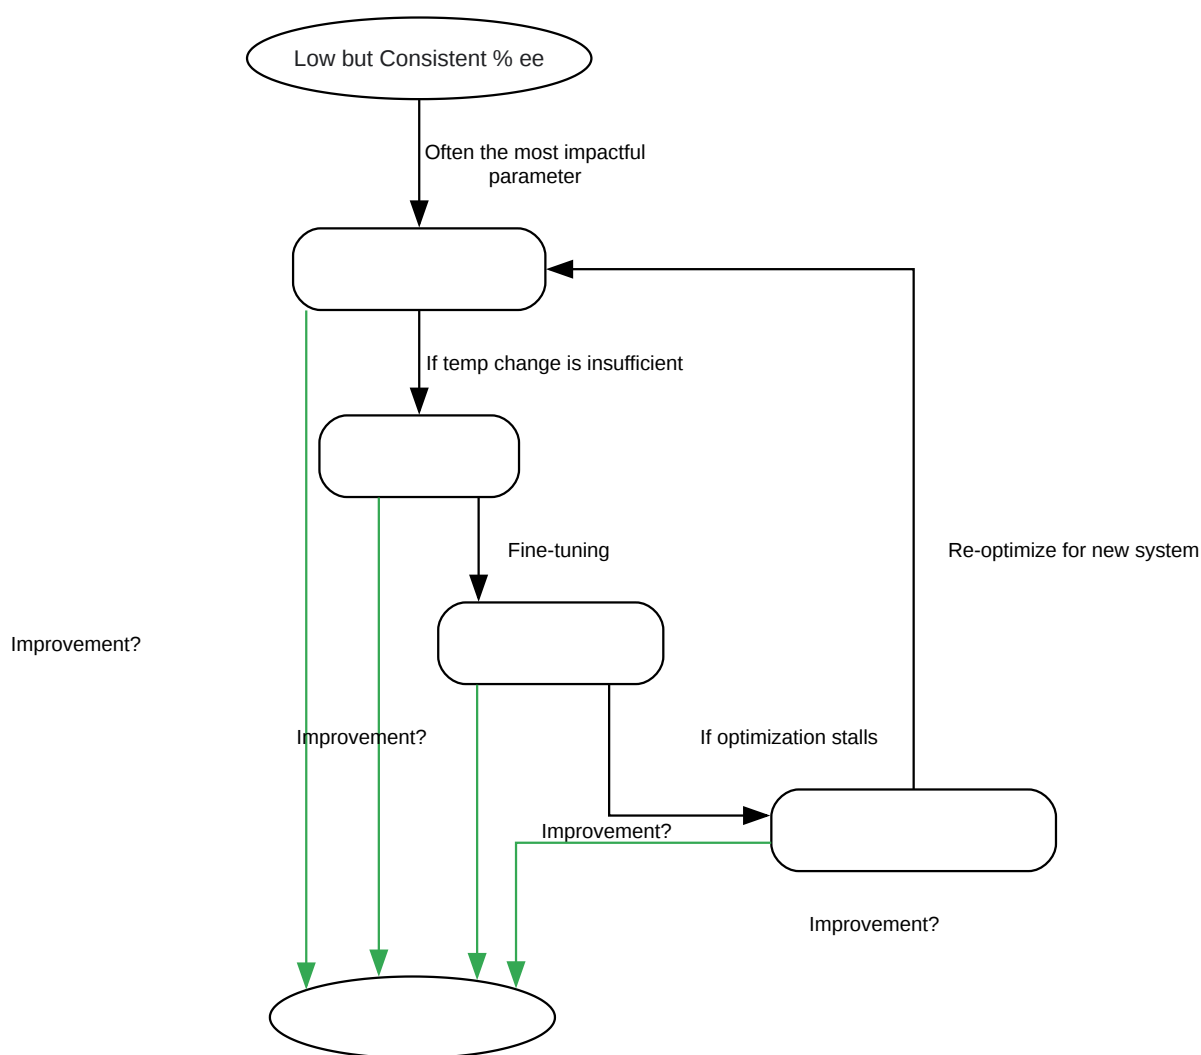 Low but Consistent % ee
Often the most impactful
parameter
If temp change is insufficient
Fine-tuning
Re-optimize for new system
Improvement?
Improvement?
If optimization stalls
Improvement?
Improvement?